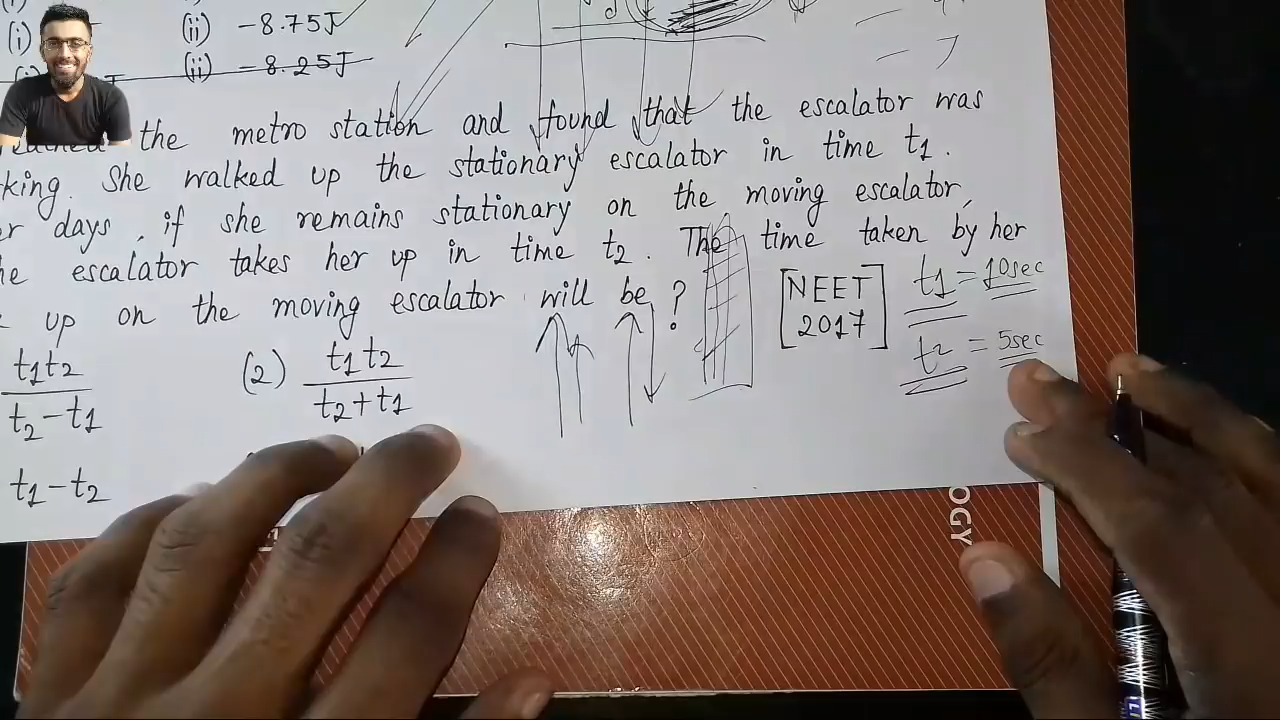 (i)
(ii) -8.75J
(ii) -8.25J
the metro station and found that the escalator was
king. She walked up the stationary escalator in time t1.
er days, if she remains stationary on the moving escalator,
he escalator takes her up in time t2. The time taken by her
up on the moving escalator will be ?
[NEET 2017]
t1 = 10sec
t2 = 5sec
t1t2 / t2 - t1
(2) t1 t2 / t2 + t1
t1 - t2
OGY